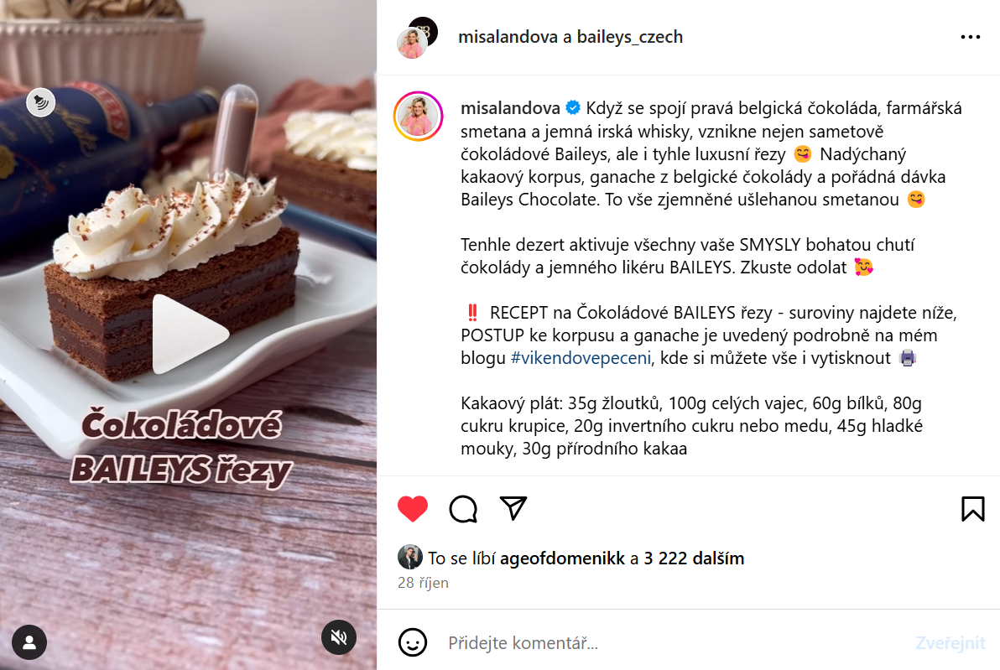 misalandova a baileys_czech
misalandova Když se spojí pravá belgická čokoláda, farmářská
smetana a jemná irská whisky, vznikne nejen sametově
čokoládové Baileys, ale i tyhle luxusní řezy 😋 Nadýchaný
kakaový korpus, ganache z belgické čokolády a pořádná dávka
Baileys Chocolate. To vše zjemněné ušlehanou smetanou 😋
Tenhle dezert aktivuje všechny vaše SMYSLY bohatou chutí
čokolády a jemného likéru BAILEYS. Zkuste odolat 🥰
‼️ RECEPT na Čokoládové BAILEYS řezy - suroviny najdete níže,
POSTUP ke korpusu a ganache je uvedený podrobně na mém
blogu #vikendovepeceni, kde si můžete vše i vytisknout 🖨️
Kakaový plát: 35g žloutků, 100g celých vajec, 60g bílků, 80g
cukru krupice, 20g invertního cukru nebo medu, 45g hladké
mouky, 30g přírodního kakaa
Čokoládové
BAILEYS řezy
To se líbí ageofdomenikk a 3 222 dalším
28 říjen
Přidejte komentář...
Zveřejnit